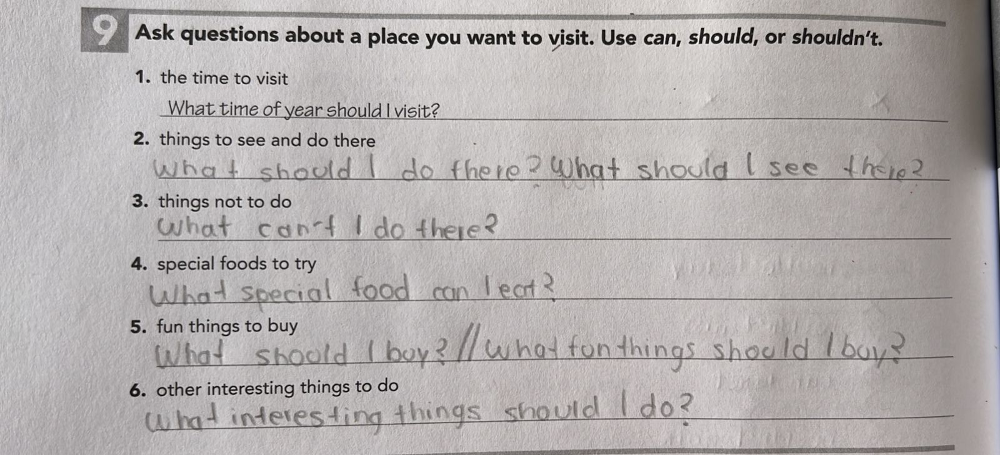 9 Ask questions about a place you want to visit. Use can, should, or shouldn't.
1. the time to visit
What time of year should I visit?
2. things to see and do there
What should I do there? What should I see there?
3. things not to do
What can't I do there?
4. special foods to try
What special food can I eat?
5. fun things to buy
What should I buy? // What fun things should I buy?
6. other interesting things to do
What interesting things should I do?